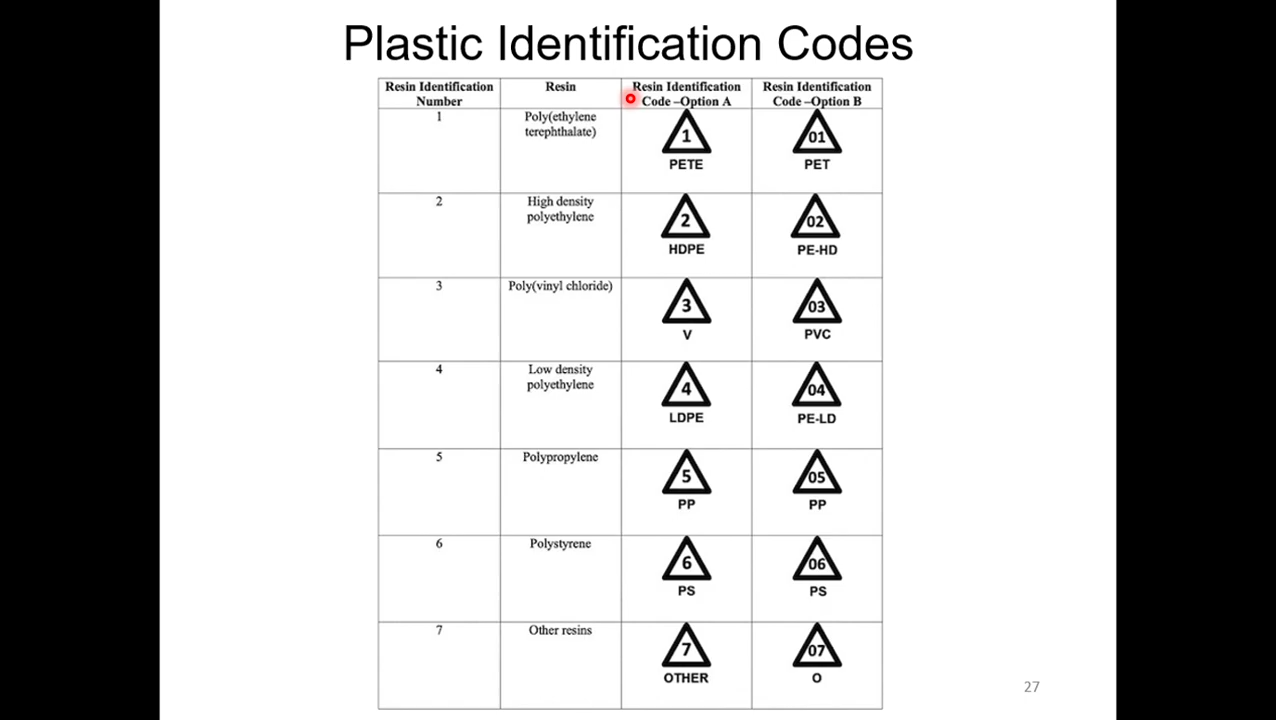 Plastic Identification Codes
Resin Identification Number
Resin
Resin Identification Code –Option A
Resin Identification Code –Option B
1
Poly(ethylene
terephthalate)
1
PETE
01
PET
2
High density
polyethylene
2
HDPE
02
PE-HD
3
Poly(vinyl chloride)
3
V
03
PVC
4
Low density
polyethylene
4
LDPE
04
PE-LD
5
Polypropylene
5
PP
05
PP
6
Polystyrene
6
PS
06
PS
7
Other resins
7
OTHER
07
O
27